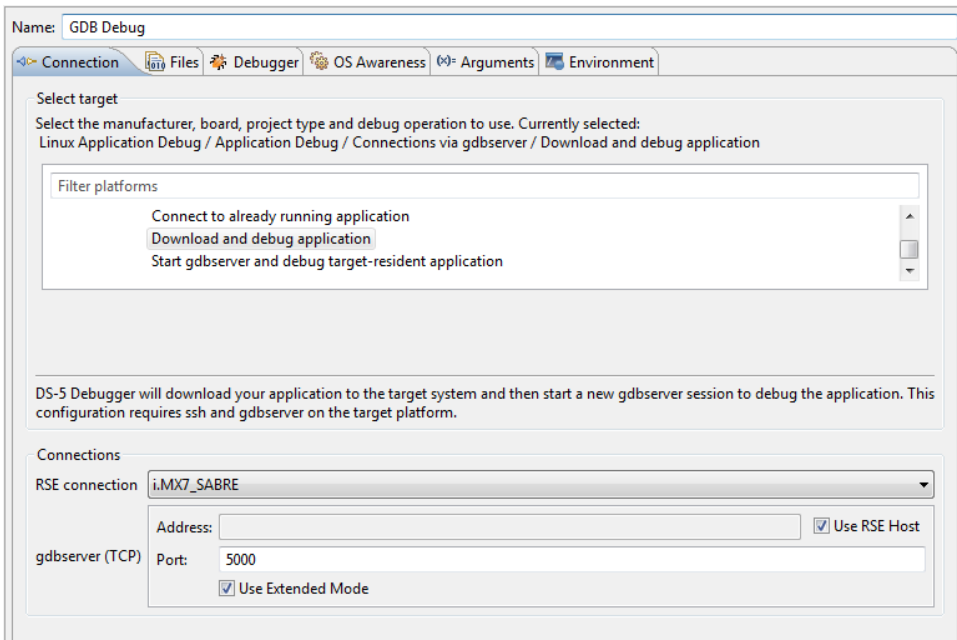 Name: GDB Debug
Connection Files Debugger OS Awareness (x)= Arguments Environment
Select target
Select the manufacturer, board, project type and debug operation to use. Currently selected:
Linux Application Debug / Application Debug / Connections via gdbserver / Download and debug application
Filter platforms
Connect to already running application
Download and debug application
Start gdbserver and debug target-resident application
DS-5 Debugger will download your application to the target system and then start a new gdbserver session to debug the application. This
configuration requires ssh and gdbserver on the target platform.
Connections
RSE connection i.MX7_SABRE
Address: Use RSE Host
gdbserver (TCP) Port: 5000
Use Extended Mode